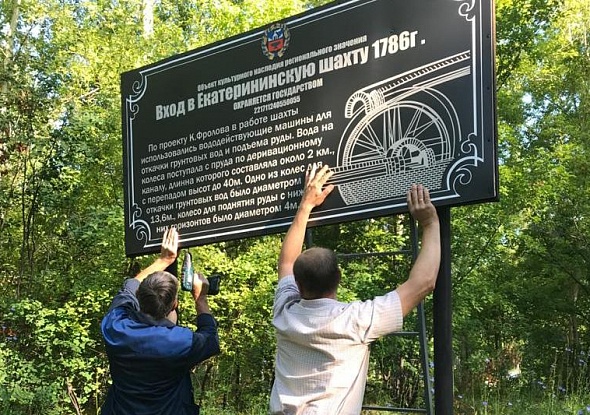 Объект культурного наследия регионального значения
Вход в Екатерининскую шахту 1786г.
ОХРАНЯЕТСЯ ГОСУДАРСТВОМ
221711240550055
По проекту К.Фролова в работе шахты
использовались вододействующие машины для
откачки грунтовых вод и подъема руды. Вода на
колеса поступала с пруда по деривационному
каналу, длинна которого составляла около 2 км.,
с перепадом высот до 40м. Одно из колес для
откачки грунтовых вод было диаметром
13.6м., колесо для поднятия руды с
горизонтов было диаметром 4м